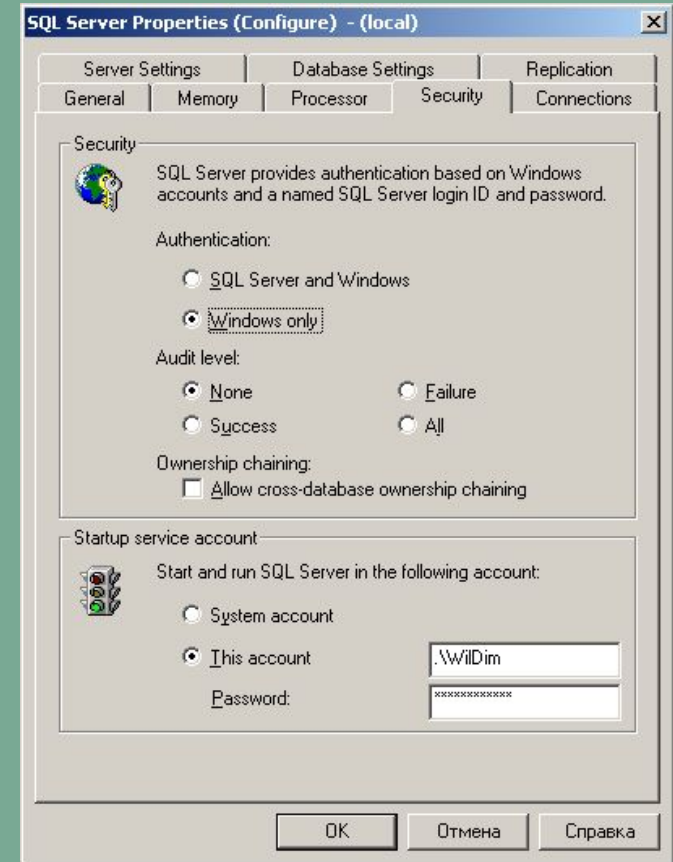 SQL Server Properties (Configure) - (local)
Server Settings
Database Settings
Replication
General
Memory
Processor
Security
Connections
Security
SQL Server provides authentication based on Windows
accounts and a named SQL Server login ID and password.
Authentication:
SQL Server and Windows
Windows only
Audit level:
None
Failure
Success
All
Ownership chaining:
Allow cross-database ownership chaining
Startup service account
Start and run SQL Server in the following account:
System account
This account
.\WilDim
Password:
************
OK
Отмена
Справка